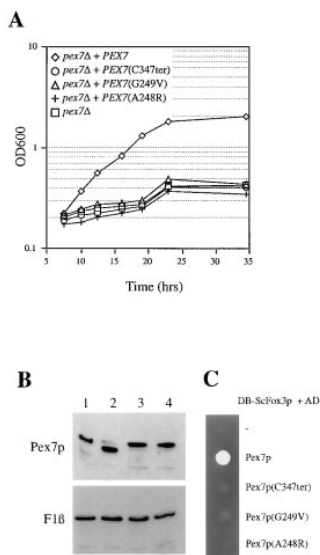 A
10
1
0.1
OD600
pex7Δ + PEX7
pex7Δ + PEX7(C347ter)
pex7Δ + PEX7(G249V)
pex7Δ + PEX7(A248R)
pex7Δ
5 10 15 20 25 30 35
Time (hrs)
B
1 2 3 4
Pex7p
F1ß
C
DB-ScFox3p + AD
-
Pex7p
Pex7p(C347ter)
Pex7p(G249V)
Pex7p(A248R)